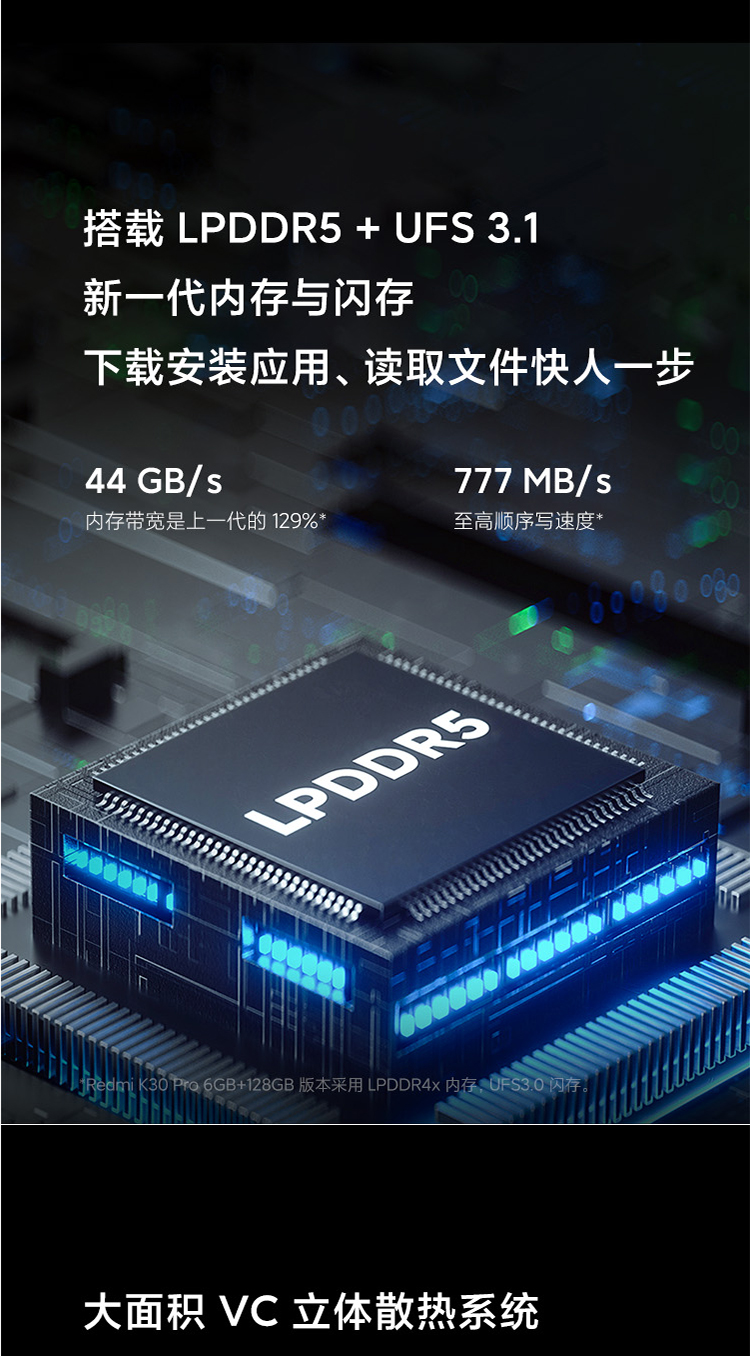 搭载 LPDDR5 + UFS 3.1
新一代内存与闪存
下载安装应用、读取文件快人一步
44 GB/s
777 MB/s
内存带宽是上一代的 129%*
至高顺序写速度*
LPDDR5
*Redmi K30 Pro 6GB+128GB 版本采用 LPDDR4x 内存，UFS3.0 闪存。
大面积 VC 立体散热系统